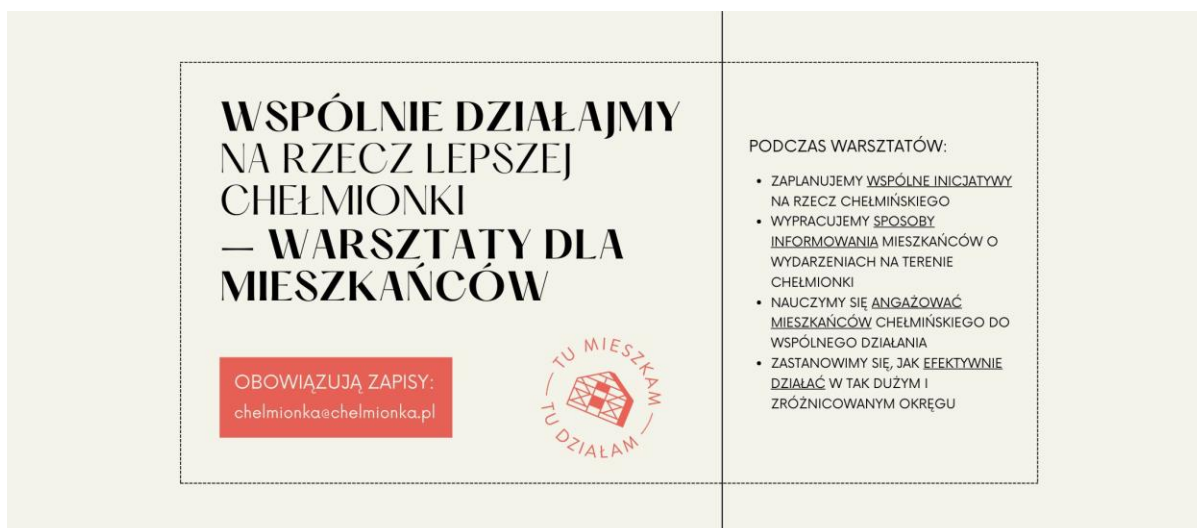 WSPÓLNIE DZIAŁAJMY
NA RZECZ LEPSZEJ
CHEŁMIONKI
— WARSZTATY DLA
MIESZKAŃCÓW
OBOWIĄZUJĄ ZAPISY:
chelmionka@chelmionka.pl
— TU MIESZKAM —
TU DZIAŁAM
PODCZAS WARSZTATÓW:
• ZAPLANUJEMY WSPÓLNE INICJATYWY
NA RZECZ CHEŁMIŃSKIEGO
• WYPRACUJEMY SPOSOBY
INFORMOWANIA MIESZKAŃCÓW O
WYDARZENIACH NA TERENIE
CHEŁMIONKI
• NAUCZYMY SIĘ ANGAŻOWAĆ
MIESZKAŃCÓW CHEŁMIŃSKIEGO DO
WSPÓLNEGO DZIAŁANIA
• ZASTANOWIMY SIĘ, JAK EFEKTYWNIE
DZIAŁAĆ W TAK DUŻYM I
ZRÓŻNICOWANYM OKRĘGU